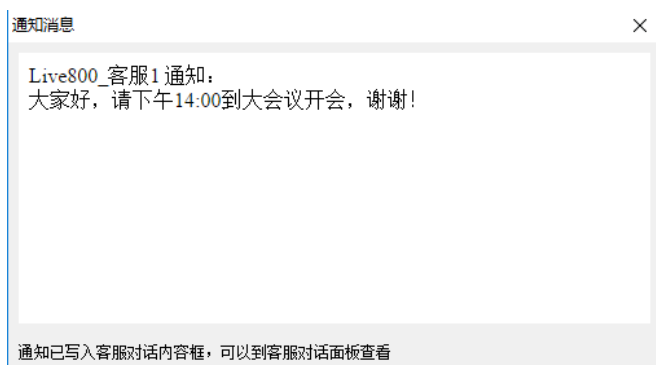 通知消息
Live800_客服1 通知：
大家好，请下午14:00到大会议开会，谢谢！
通知已写入客服对话内容框，可以到客服对话面板查看